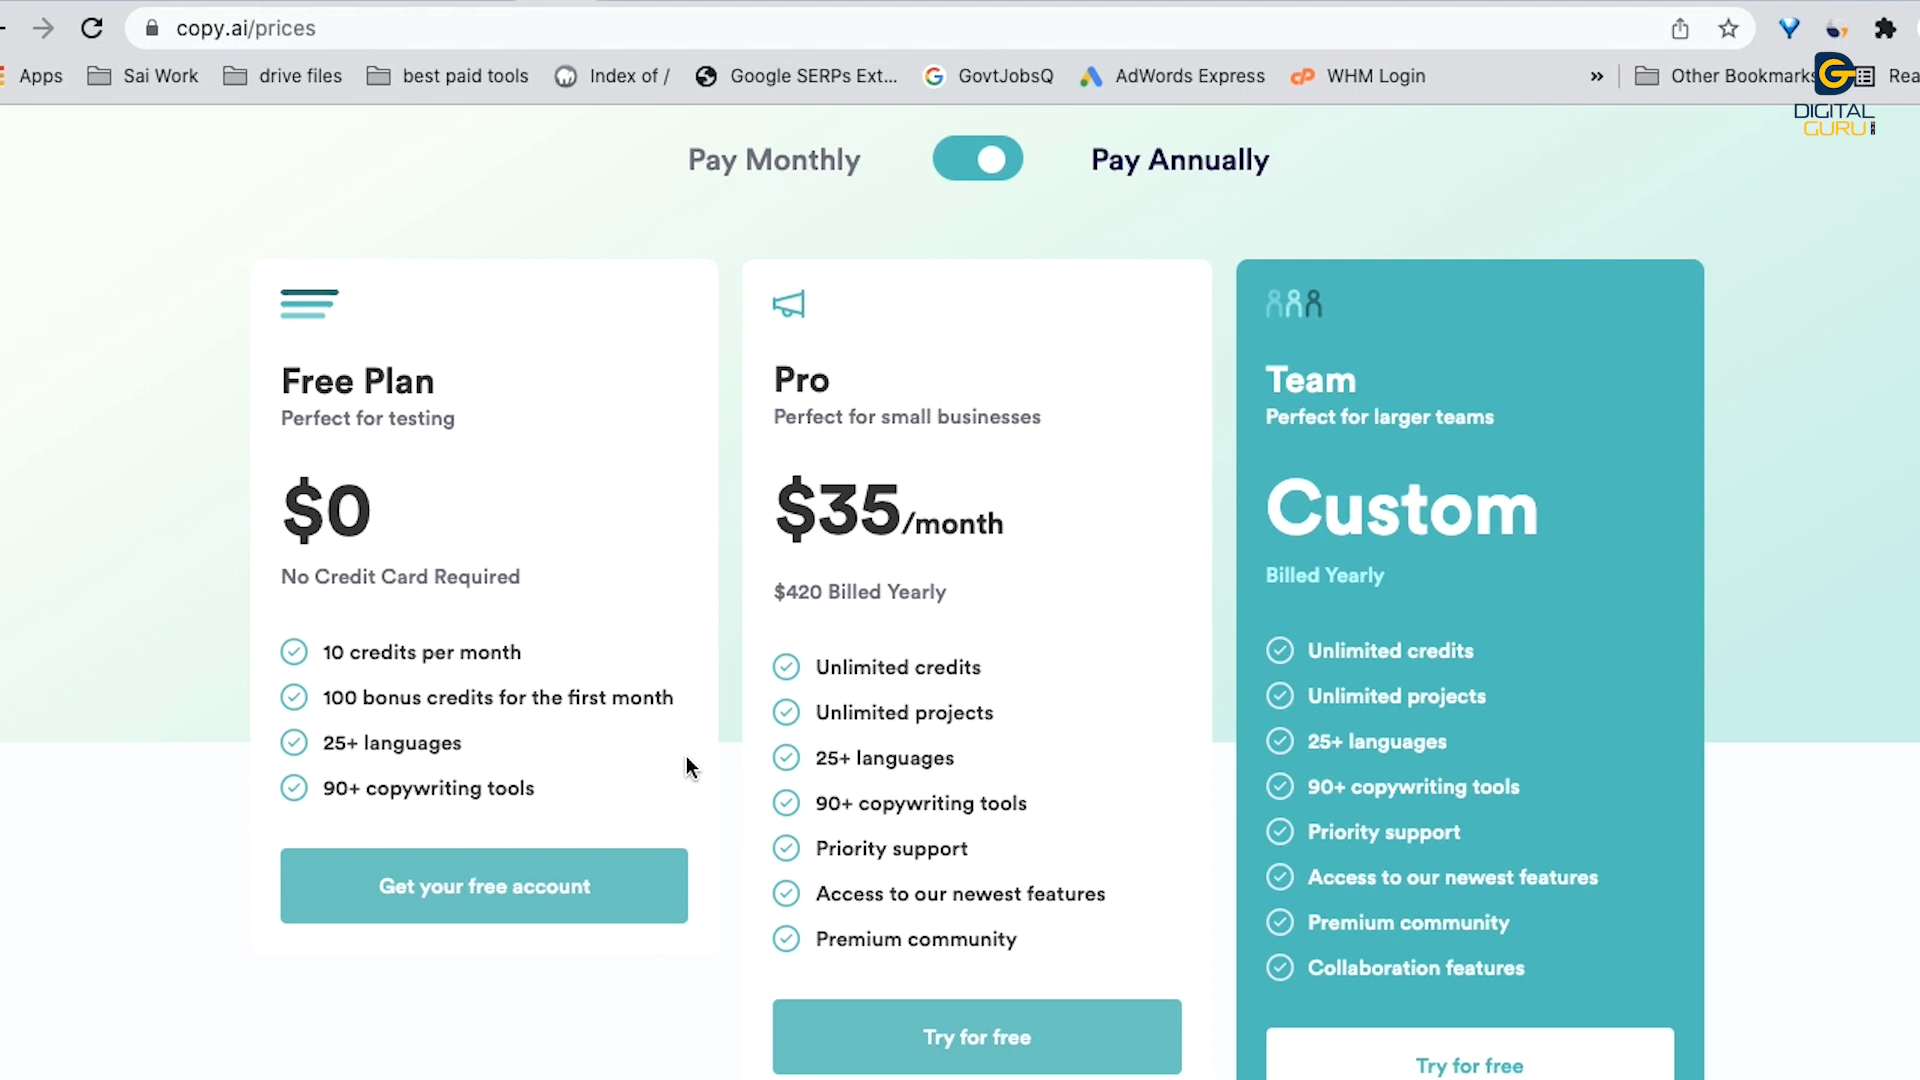 copy.ai/prices
Apps Sai Work drive files best paid tools Index of / Google SERPs Ext... GovtJobsQ AdWords Express WHM Login » Other Bookmarks Rea
DIGITAL
GURU
Pay Monthly Pay Annually
Free Plan
Perfect for testing
$0
No Credit Card Required
10 credits per month
100 bonus credits for the first month
25+ languages
90+ copywriting tools
Get your free account
Pro
Perfect for small businesses
$35/month
$420 Billed Yearly
Unlimited credits
Unlimited projects
25+ languages
90+ copywriting tools
Priority support
Access to our newest features
Premium community
Try for free
Team
Perfect for larger teams
Custom
Billed Yearly
Unlimited credits
Unlimited projects
25+ languages
90+ copywriting tools
Priority support
Access to our newest features
Premium community
Collaboration features
Try for free